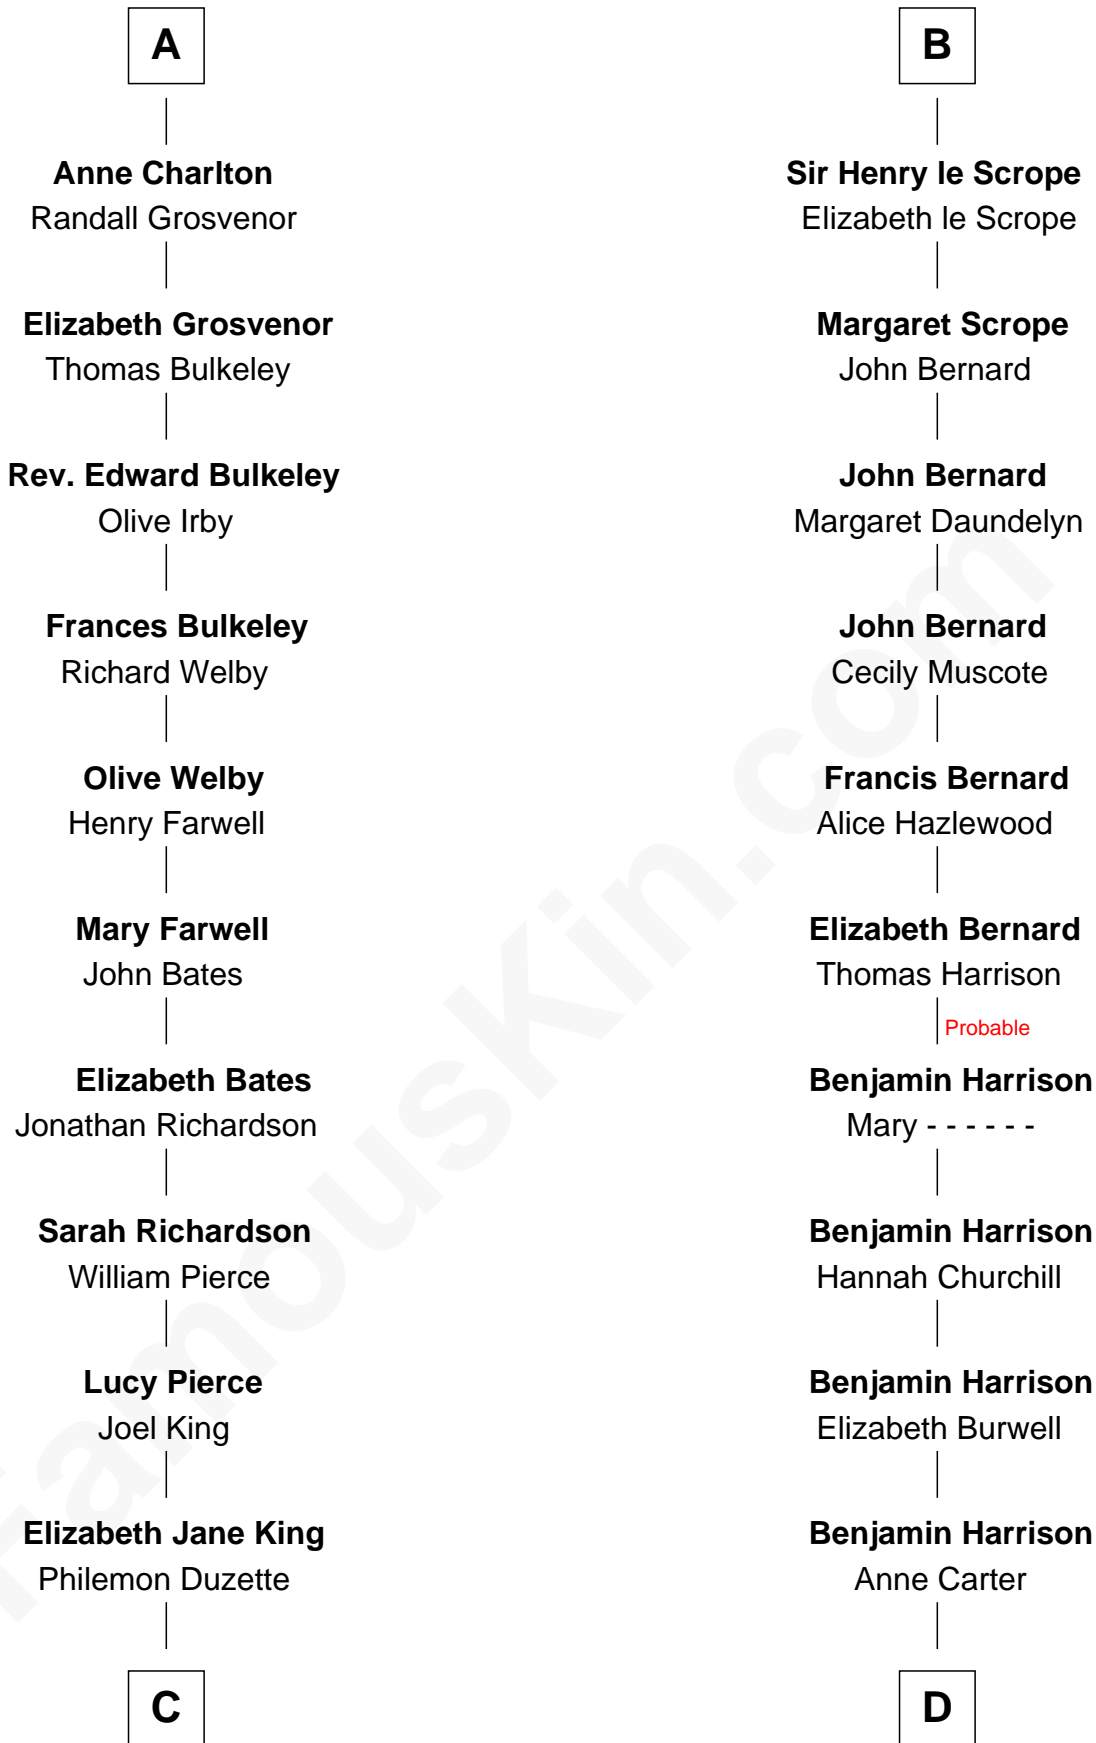 A
Anne Charlton
Randall Grosvenor
Elizabeth Grosvenor
Thomas Bulkeley
Rev. Edward Bulkeley
Olive Irby
Frances Bulkeley
Richard Welby
Olive Welby
Henry Farwell
Mary Farwell
John Bates
Elizabeth Bates
Jonathan Richardson
Sarah Richardson
William Pierce
Lucy Pierce
Joel King
Elizabeth Jane King
Philemon Duzette
C
B
Sir Henry le Scrope
Elizabeth le Scrope
Margaret Scrope
John Bernard
John Bernard
Margaret Daundelyn
John Bernard
Cecily Muscote
Francis Bernard
Alice Hazlewood
Elizabeth Bernard
Thomas Harrison
Probable
Benjamin Harrison
Mary - - - - - -
Benjamin Harrison
Hannah Churchill
Benjamin Harrison
Elizabeth Burwell
Benjamin Harrison
Anne Carter
D
FamousKin.com